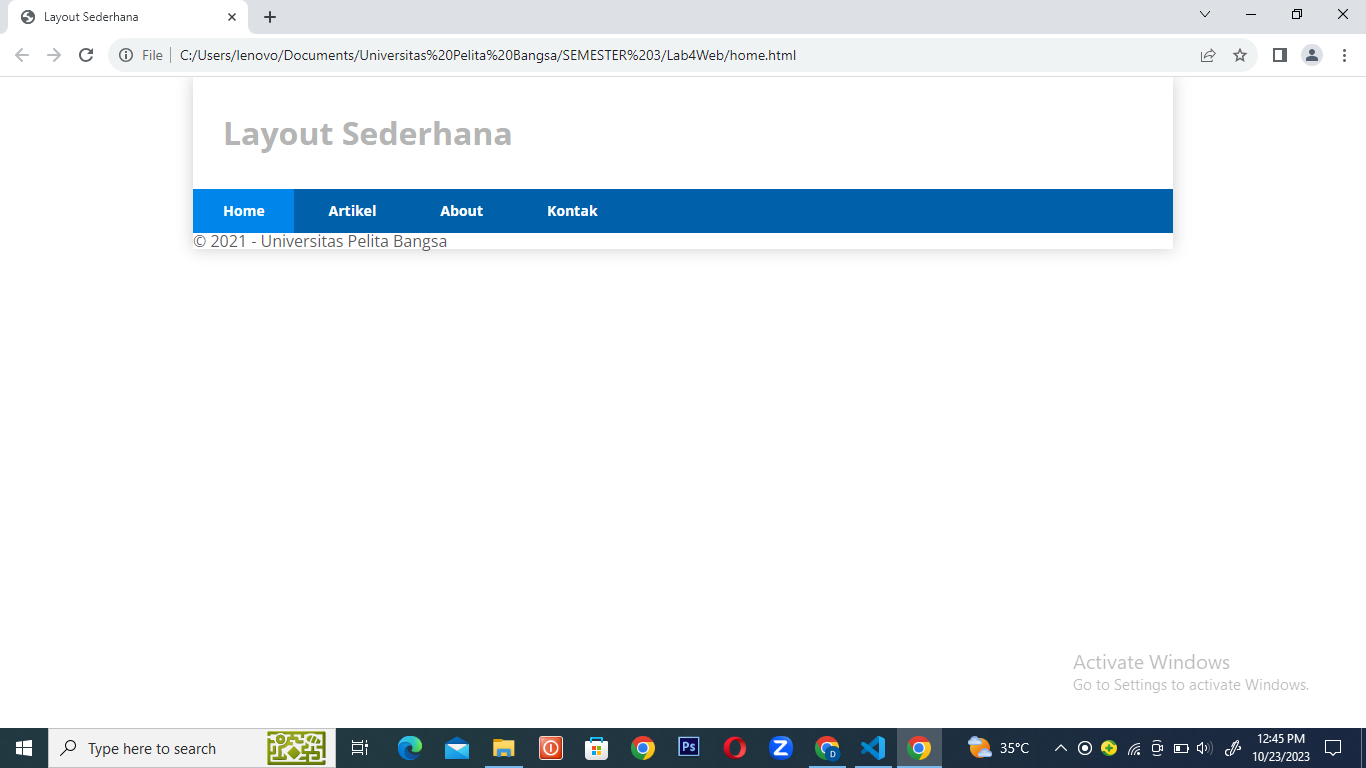 Layout Sederhana
File
C:/Users/lenovo/Documents/Universitas%20Pelita%20Bangsa/SEMESTER%203/Lab4Web/home.html
Layout Sederhana
Home Artikel About Kontak
© 2021 - Universitas Pelita Bangsa
Activate Windows
Go to Settings to activate Windows.
Type here to search
Ps
D
35°C
12:45 PM
10/23/2023